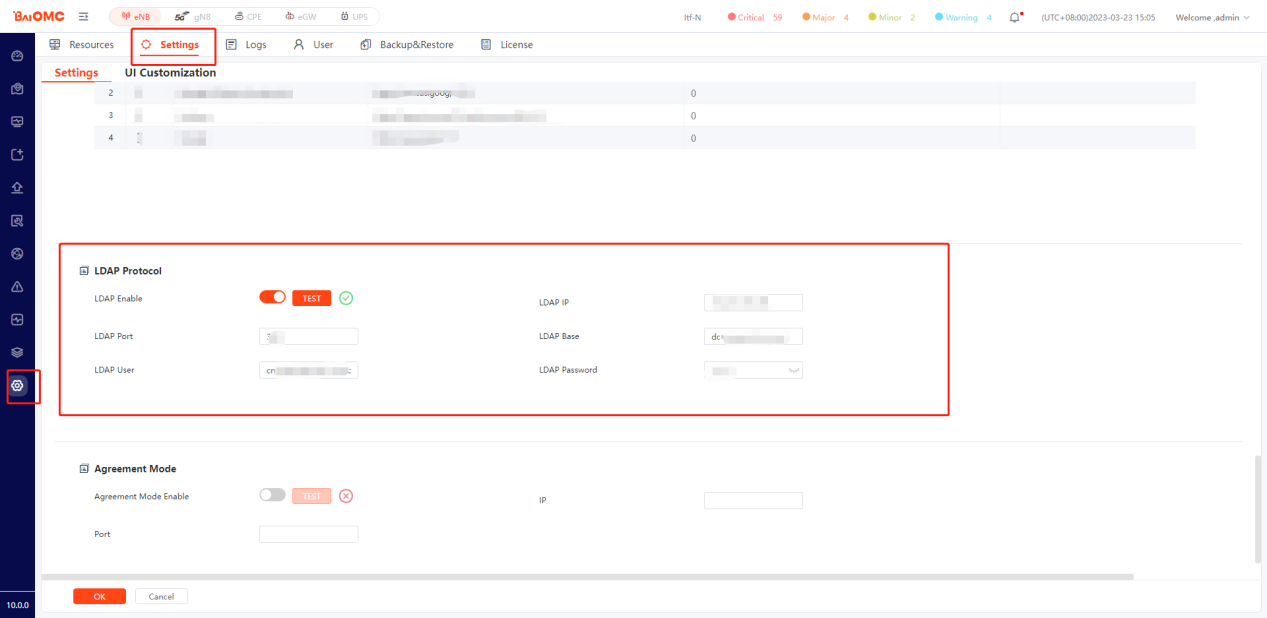 BAIOMC eNB 5G gNB CPE eGW UPS Itf-N Critical 59 Major 4 Minor 2 Warning 4 (UTC+08:00)2023-03-23 15:05 Welcome ,admin
Resources Settings Logs User Backup&Restore License
Settings UI Customization
2 0
3 0
4 0
LDAP Protocol
LDAP Enable TEST LDAP IP
LDAP Port LDAP Base
LDAP User cn LDAP Password
Agreement Mode
Agreement Mode Enable TEST IP
Port
OK Cancel
10.0.0